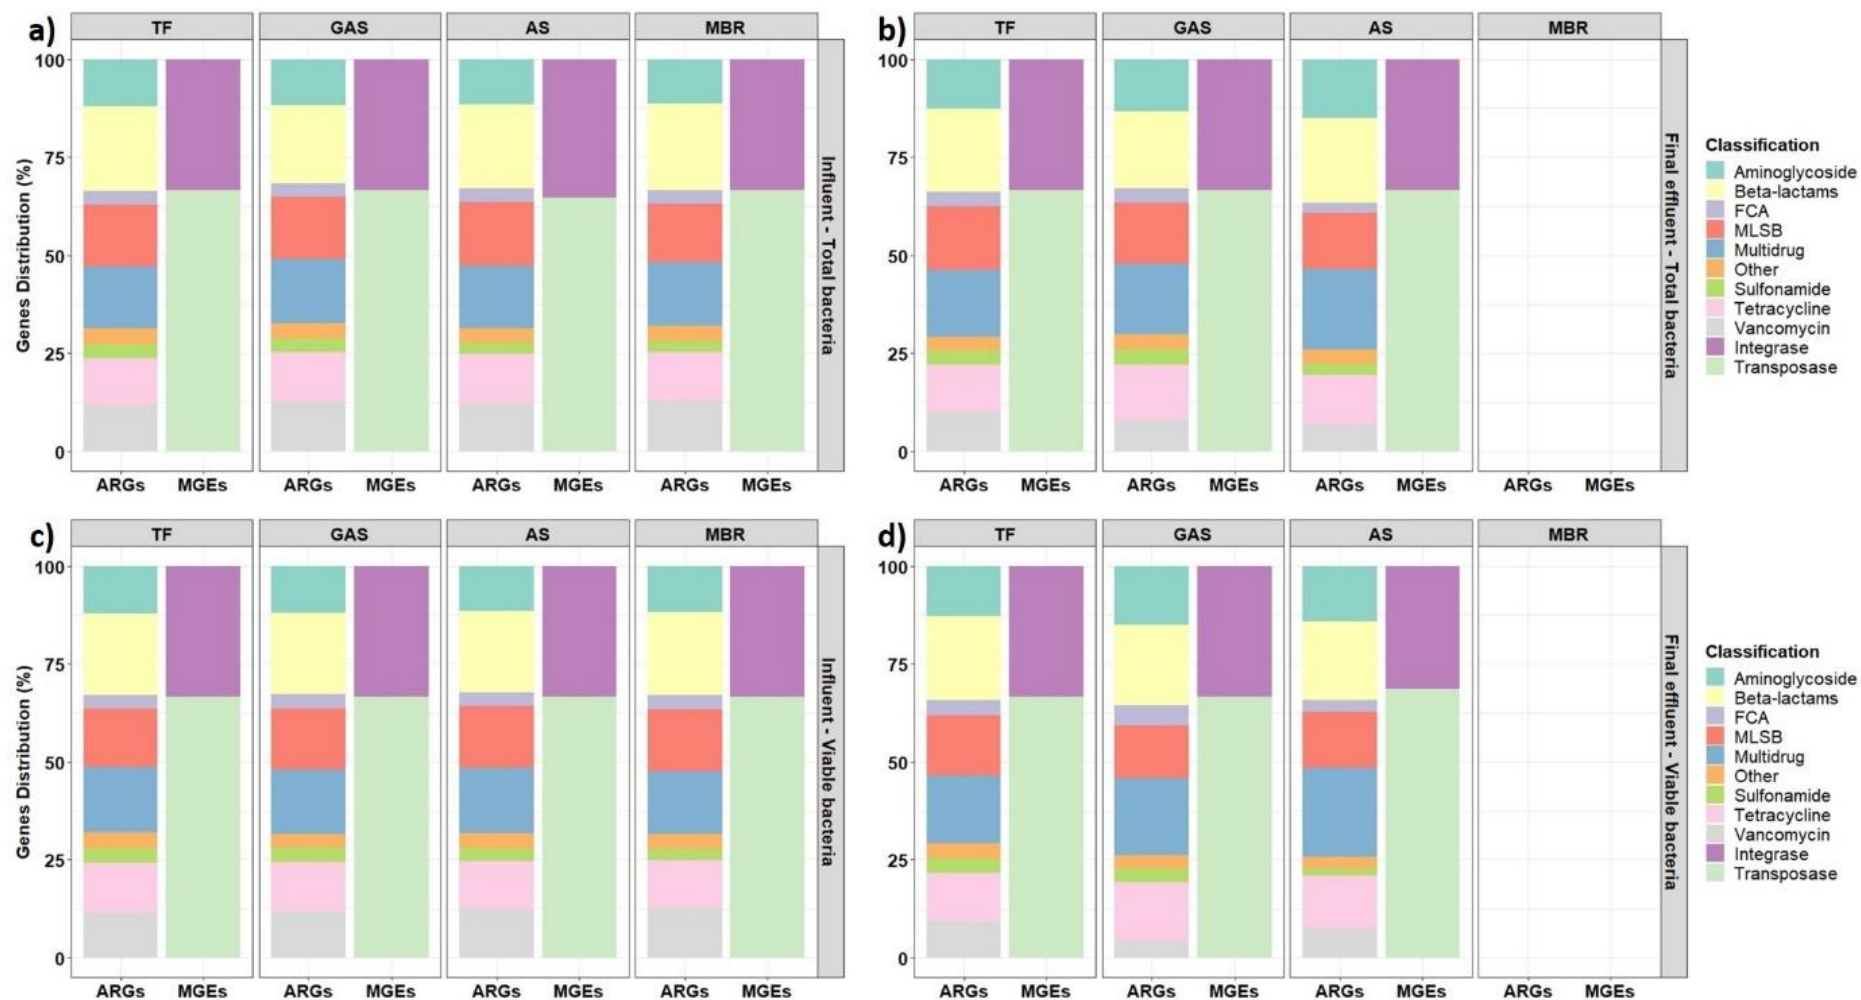 a)
TF GAS AS MBR
Genes Distribution (%)
100
75
50
25
0
ARGs MGEs ARGs MGEs ARGs MGEs ARGs MGEs
Influent - Total bacteria
b)
TF GAS AS MBR
100
75
50
25
0
ARGs MGEs ARGs MGEs ARGs MGEs ARGs MGEs
Final effluent - Total bacteria
Classification
Aminoglycoside
Beta-lactams
FCA
MLSB
Multidrug
Other
Sulfonamide
Tetracycline
Vancomycin
Integrase
Transposase
c)
TF GAS AS MBR
Genes Distribution (%)
100
75
50
25
0
ARGs MGEs ARGs MGEs ARGs MGEs ARGs MGEs
Influent - Viable bacteria
d)
TF GAS AS MBR
100
75
50
25
0
ARGs MGEs ARGs MGEs ARGs MGEs ARGs MGEs
Final effluent - Viable bacteria
Classification
Aminoglycoside
Beta-lactams
FCA
MLSB
Multidrug
Other
Sulfonamide
Tetracycline
Vancomycin
Integrase
Transposase